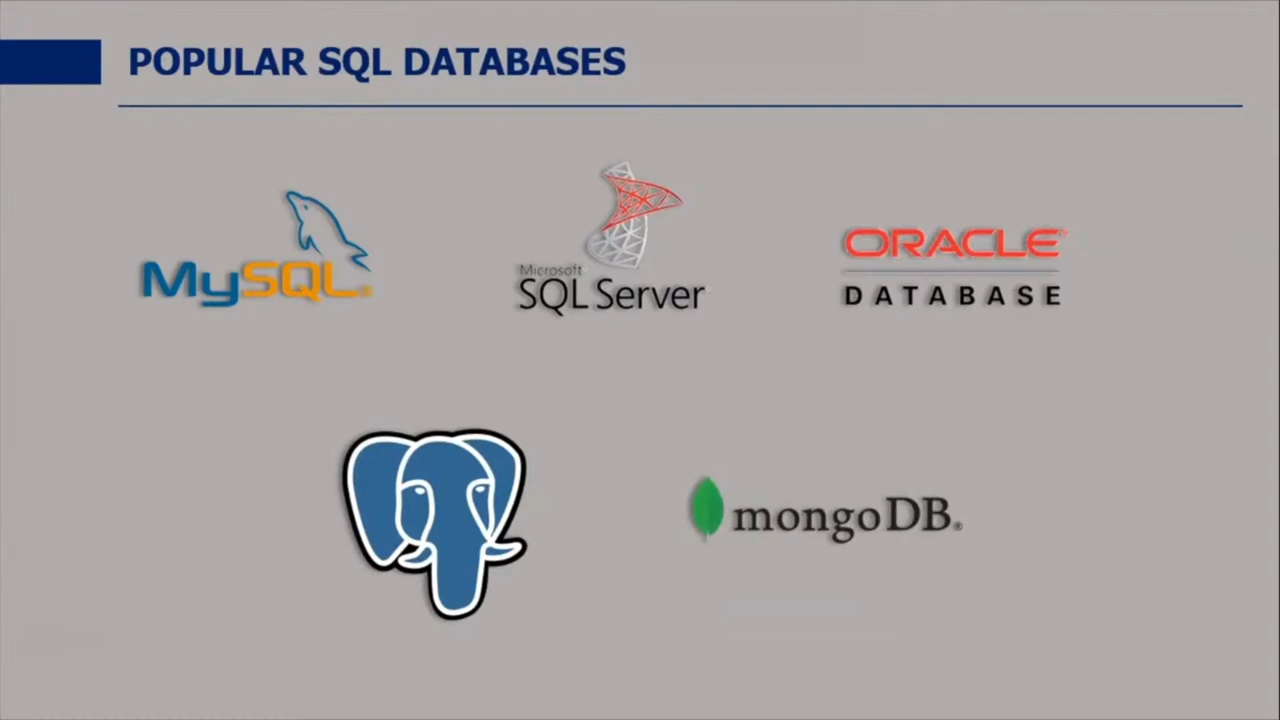 POPULAR SQL DATABASES
MySQL®
Microsoft
SQL Server
ORACLE
DATABASE
mongoDB®